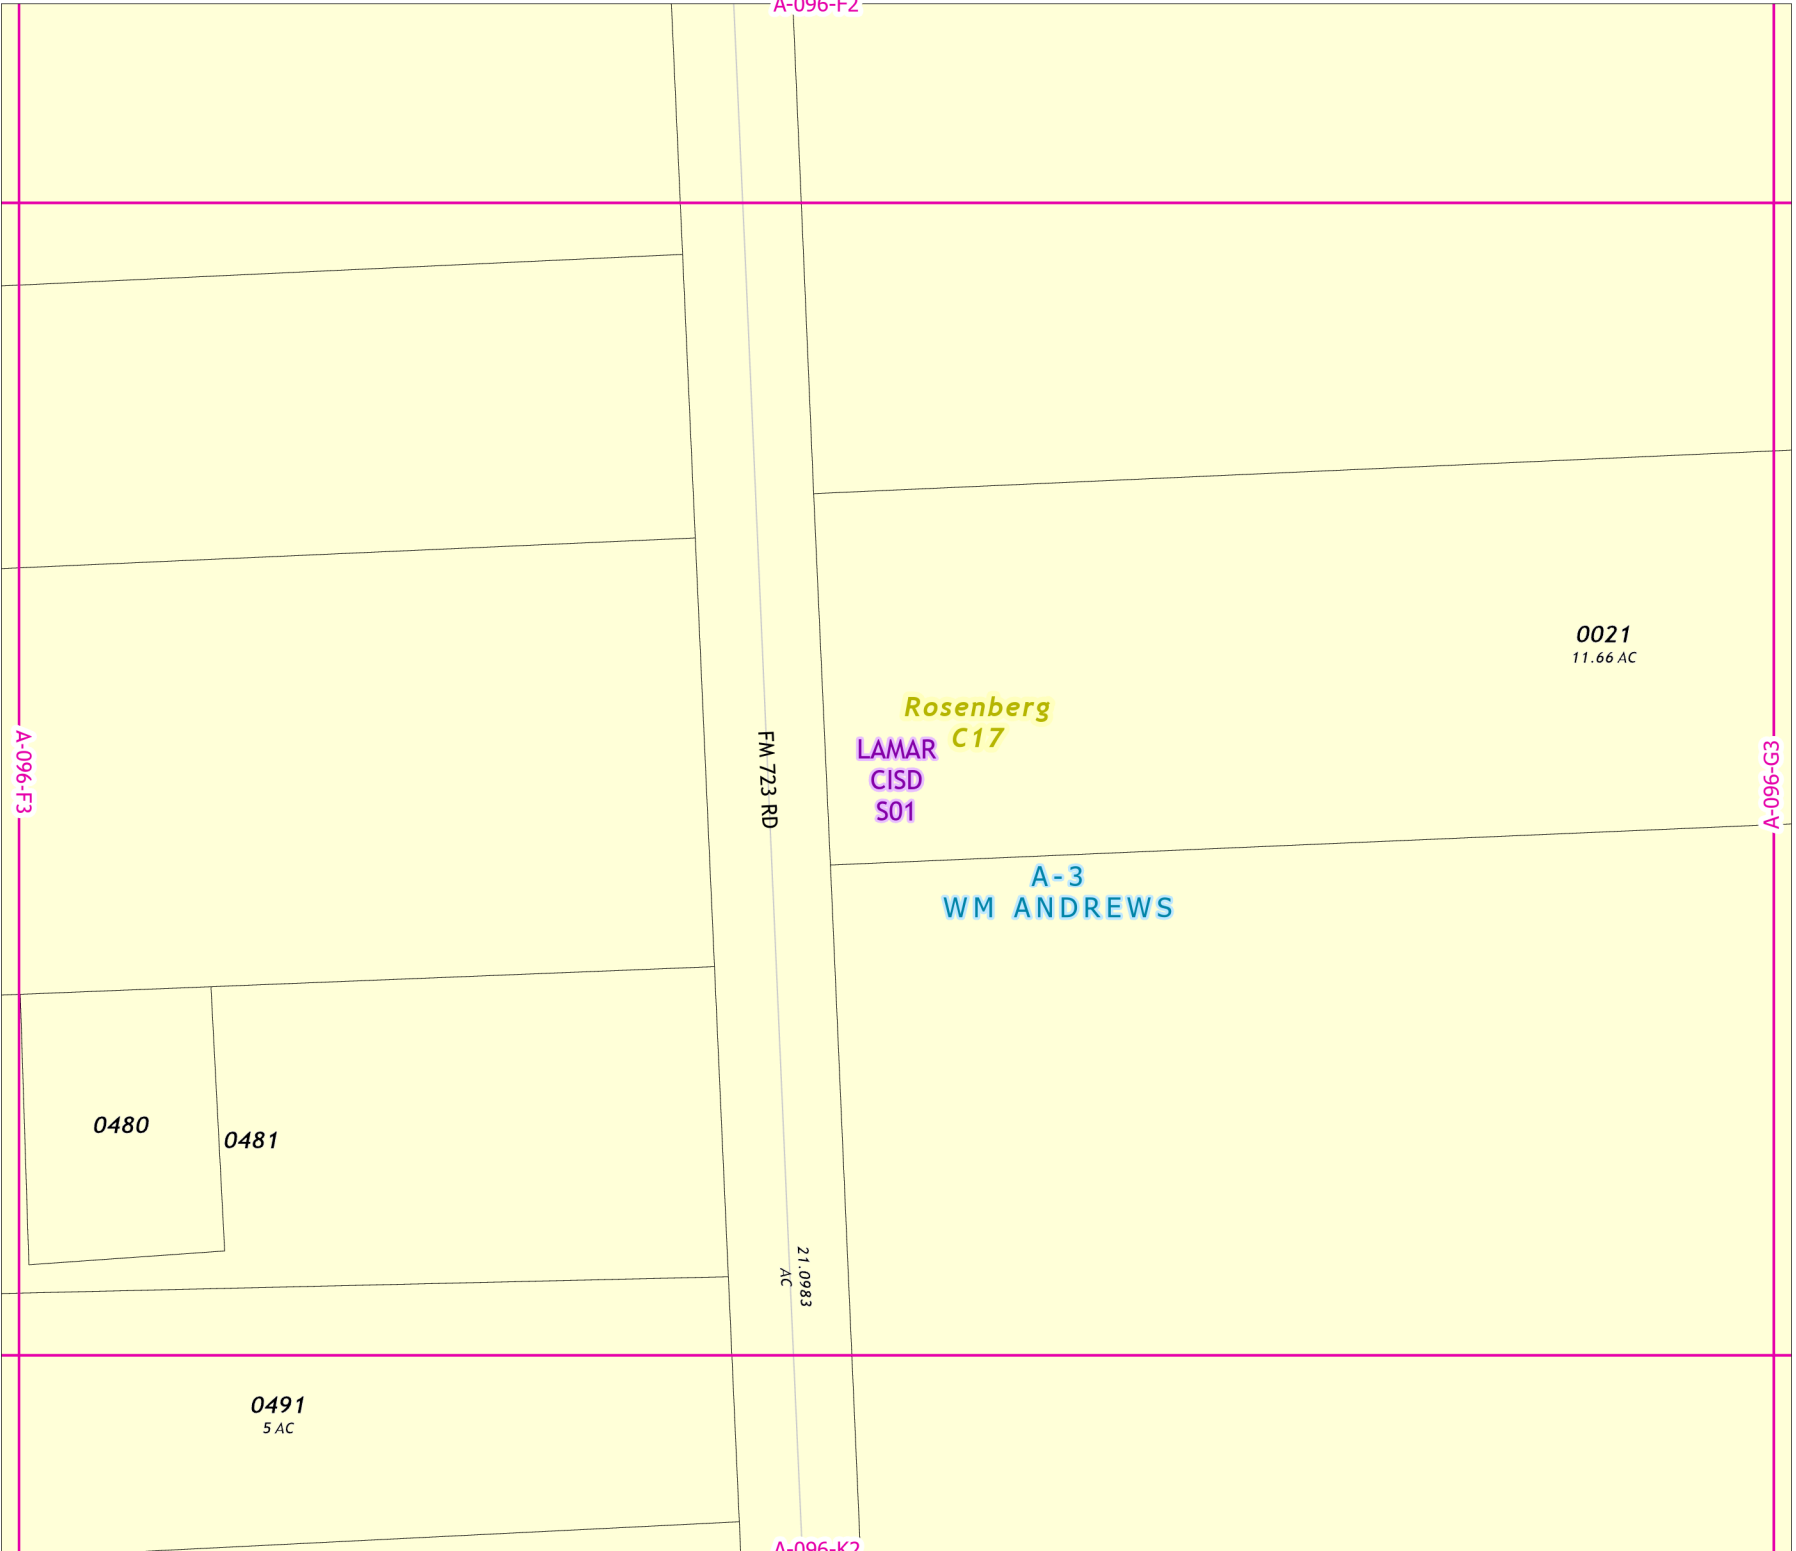 A-096-F2
0021
11.66 AC
Rosenberg
C17
LAMAR
CISD
S01
FM 723 RD
A-096-F3
A-096-G3
A-3
WM ANDREWS
0480
0481
21.0983
AC
0491
5 AC
A-096-K2